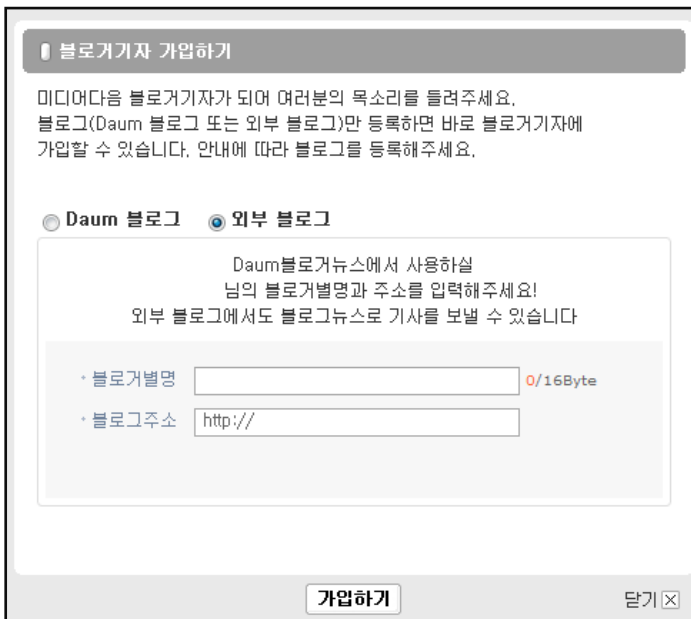 블로거기자 가입하기
미디어다음 블로거기자가 되어 여러분의 목소리를 들려주세요.
블로그(Daum 블로그 또는 외부 블로그)만 등록하면 바로 블로거기자에
가입할 수 있습니다. 안내에 따라 블로그를 등록해주세요.
Daum 블로그 외부 블로그
Daum블로거뉴스에서 사용하실
님의 블로거별명과 주소를 입력해주세요!
외부 블로그에서도 블로그뉴스로 기사를 보낼 수 있습니다
블로거별명 0/16Byte
블로그주소 http://
가입하기 닫기